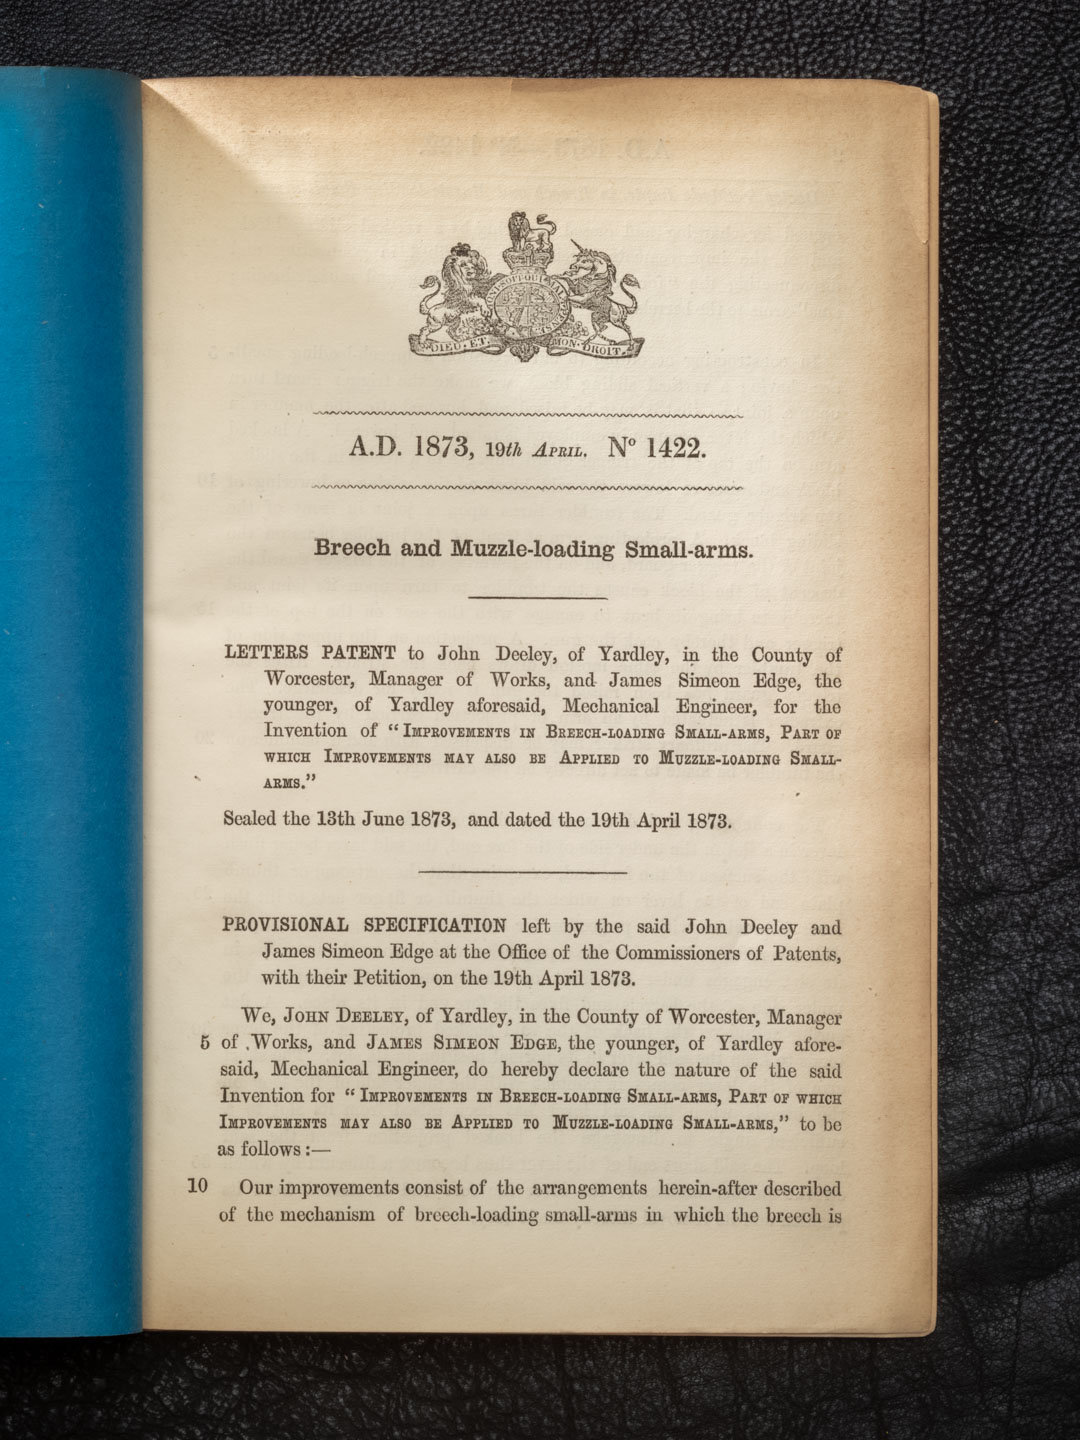 DIEU·ET·MON·DROIT.
A.D. 1873, 19th APRIL. Nº 1422.
Breech and Muzzle-loading Small-arms.
LETTERS PATENT to John Deeley, of Yardley, in the County of
Worcester, Manager of Works, and James Simeon Edge, the
younger, of Yardley aforesaid, Mechanical Engineer, for the
Invention of “IMPROVEMENTS IN BREECH-LOADING SMALL-ARMS, PART OF
WHICH IMPROVEMENTS MAY ALSO BE APPLIED TO MUZZLE-LOADING SMALL-
ARMS.”
Sealed the 13th June 1873, and dated the 19th April 1873.
PROVISIONAL SPECIFICATION left by the said John Deeley and
James Simeon Edge at the Office of the Commissioners of Patents,
with their Petition, on the 19th April 1873.
We, JOHN DEELEY, of Yardley, in the County of Worcester, Manager
5 of Works, and JAMES SIMEON EDGE, the younger, of Yardley afore-
said, Mechanical Engineer, do hereby declare the nature of the said
Invention for “IMPROVEMENTS IN BREECH-LOADING SMALL-ARMS, PART OF WHICH
IMPROVEMENTS MAY ALSO BE APPLIED TO MUZZLE-LOADING SMALL-ARMS,” to be
as follows:—
10 Our improvements consist of the arrangements herein-after described
of the mechanism of breech-loading small-arms in which the breech is